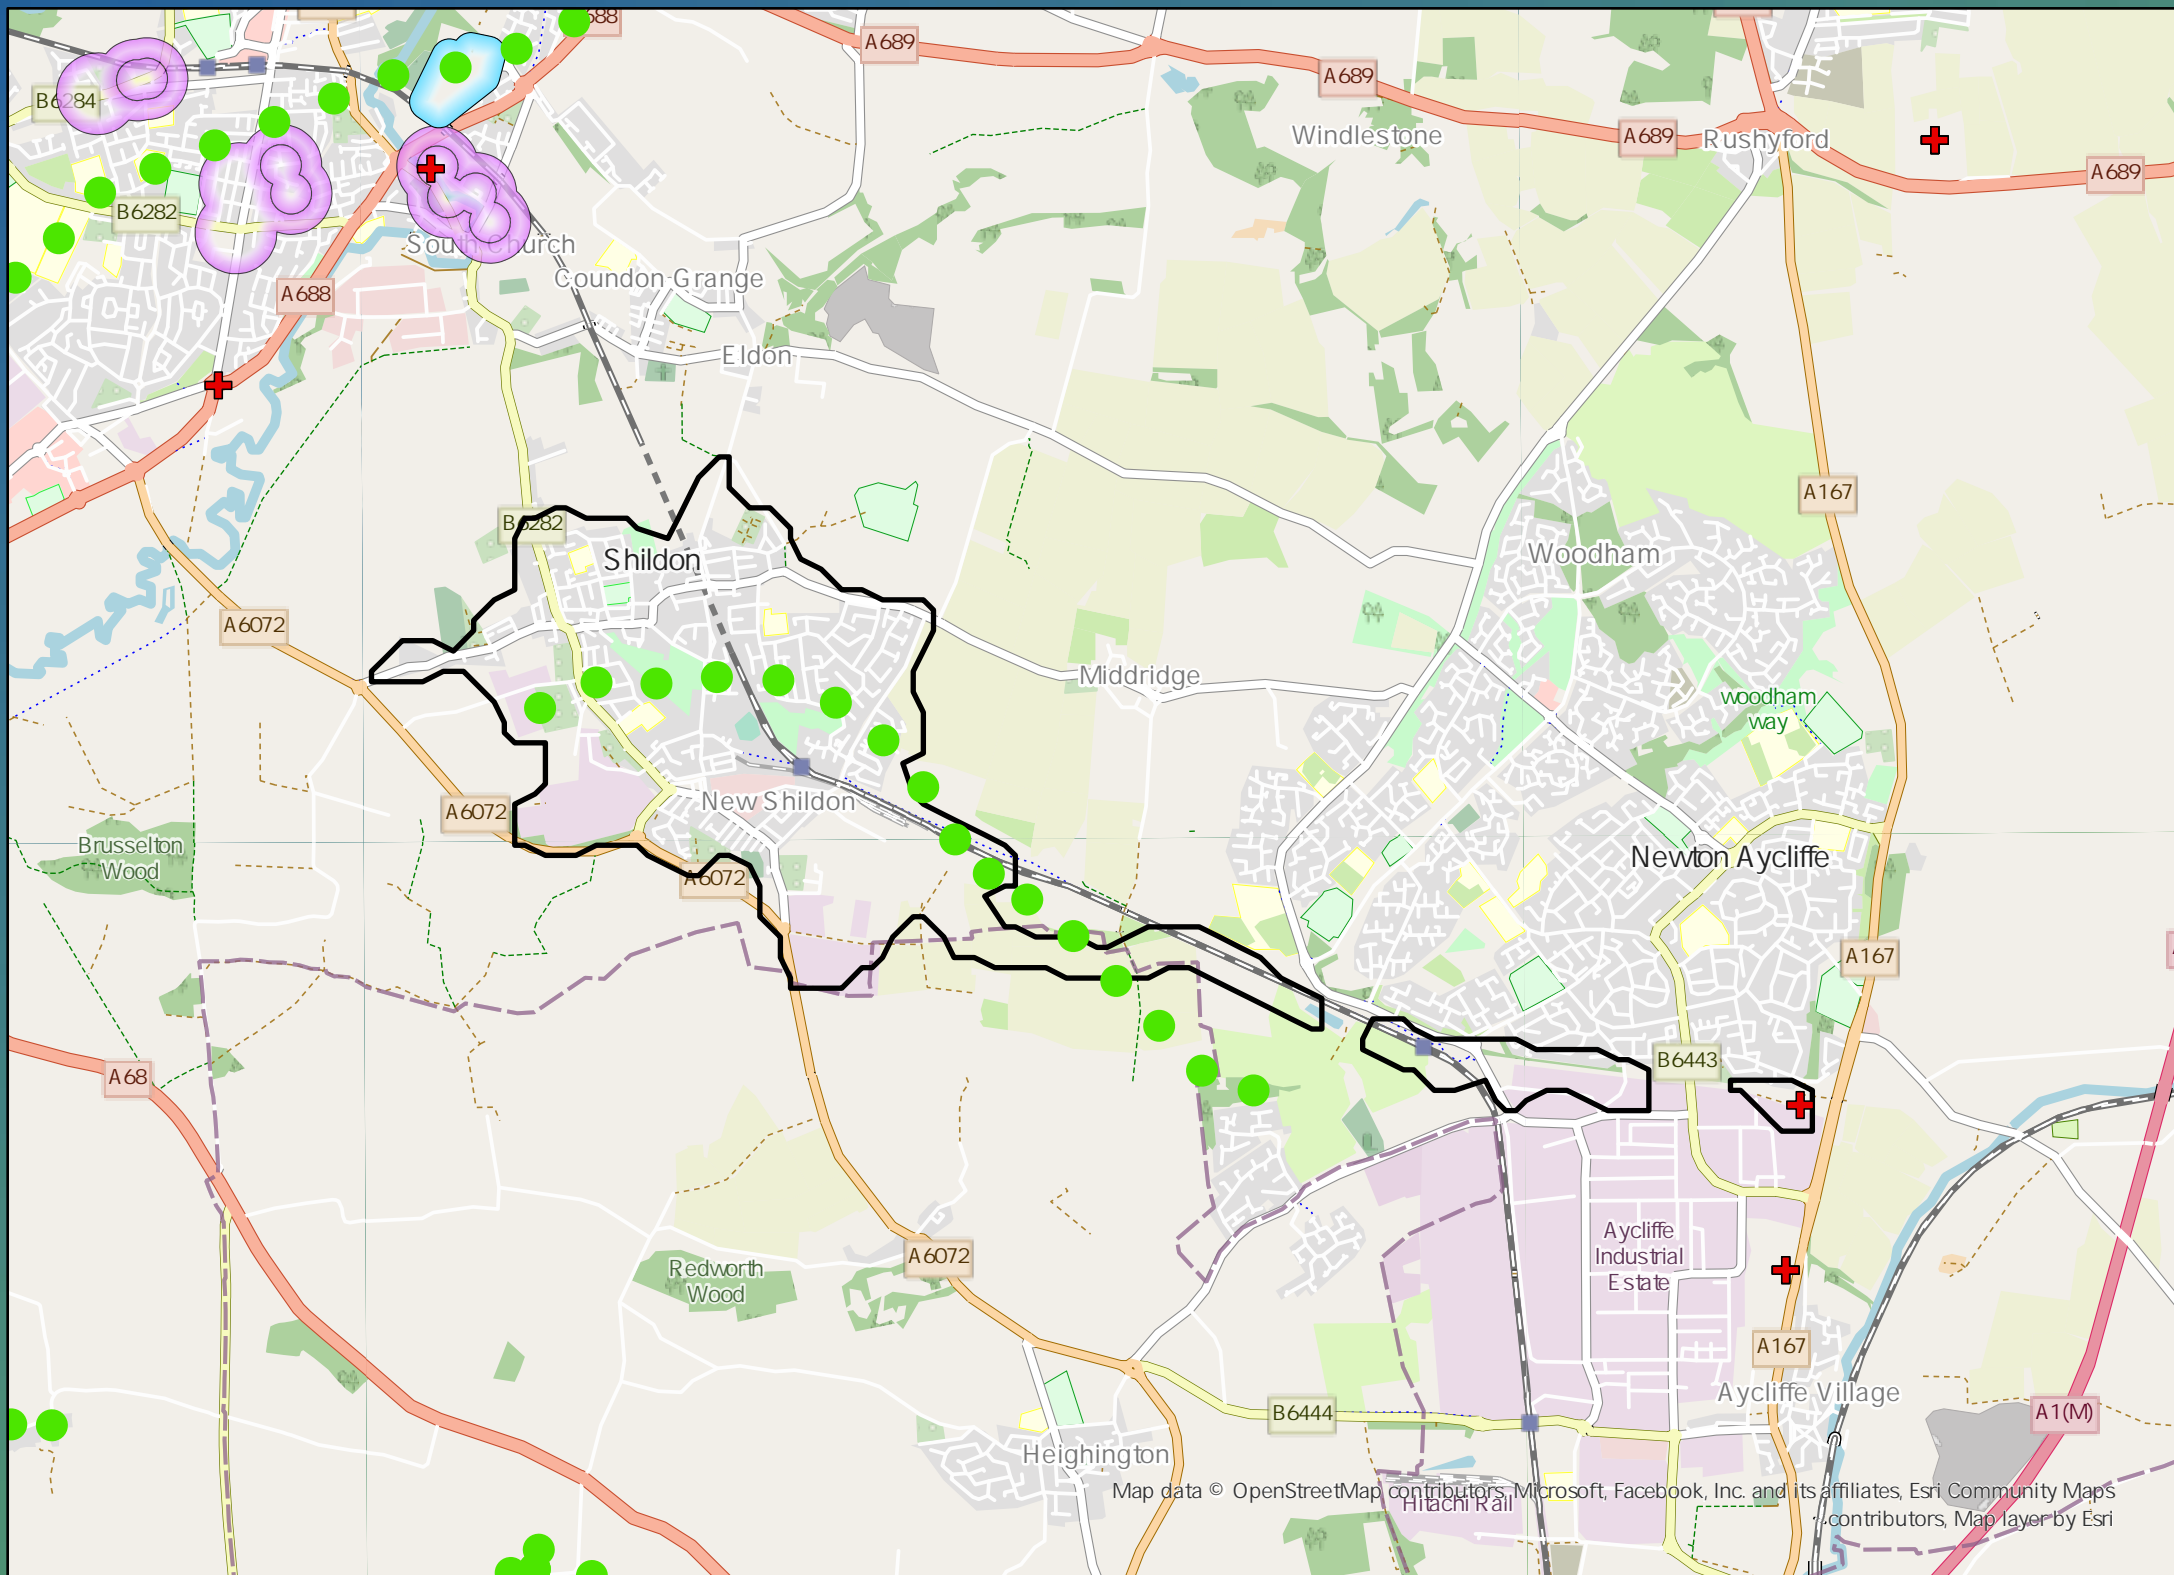 688
A689
A689
B6284
Windlestone
A689
Rushyford
A689
B6282
South Church
Coundon Grange
A688
Eldon
A167
B6282
Shildon
Woodham
A6072
Middridge
woodham
way
A6072
New Shildon
Brusselton
Wood
Newton Aycliffe
A6072
A167
A68
B6443
Aycliffe
Industrial
Estate
Redworth
Wood
A6072
A167
Aycliffe Village
B6444
A1(M)
Heighington
Map data © OpenStreetMap contributors, Microsoft, Facebook, Inc. and its affiliates, Esri Community Maps
Hitachi Rail
contributors, Map layer by Esri